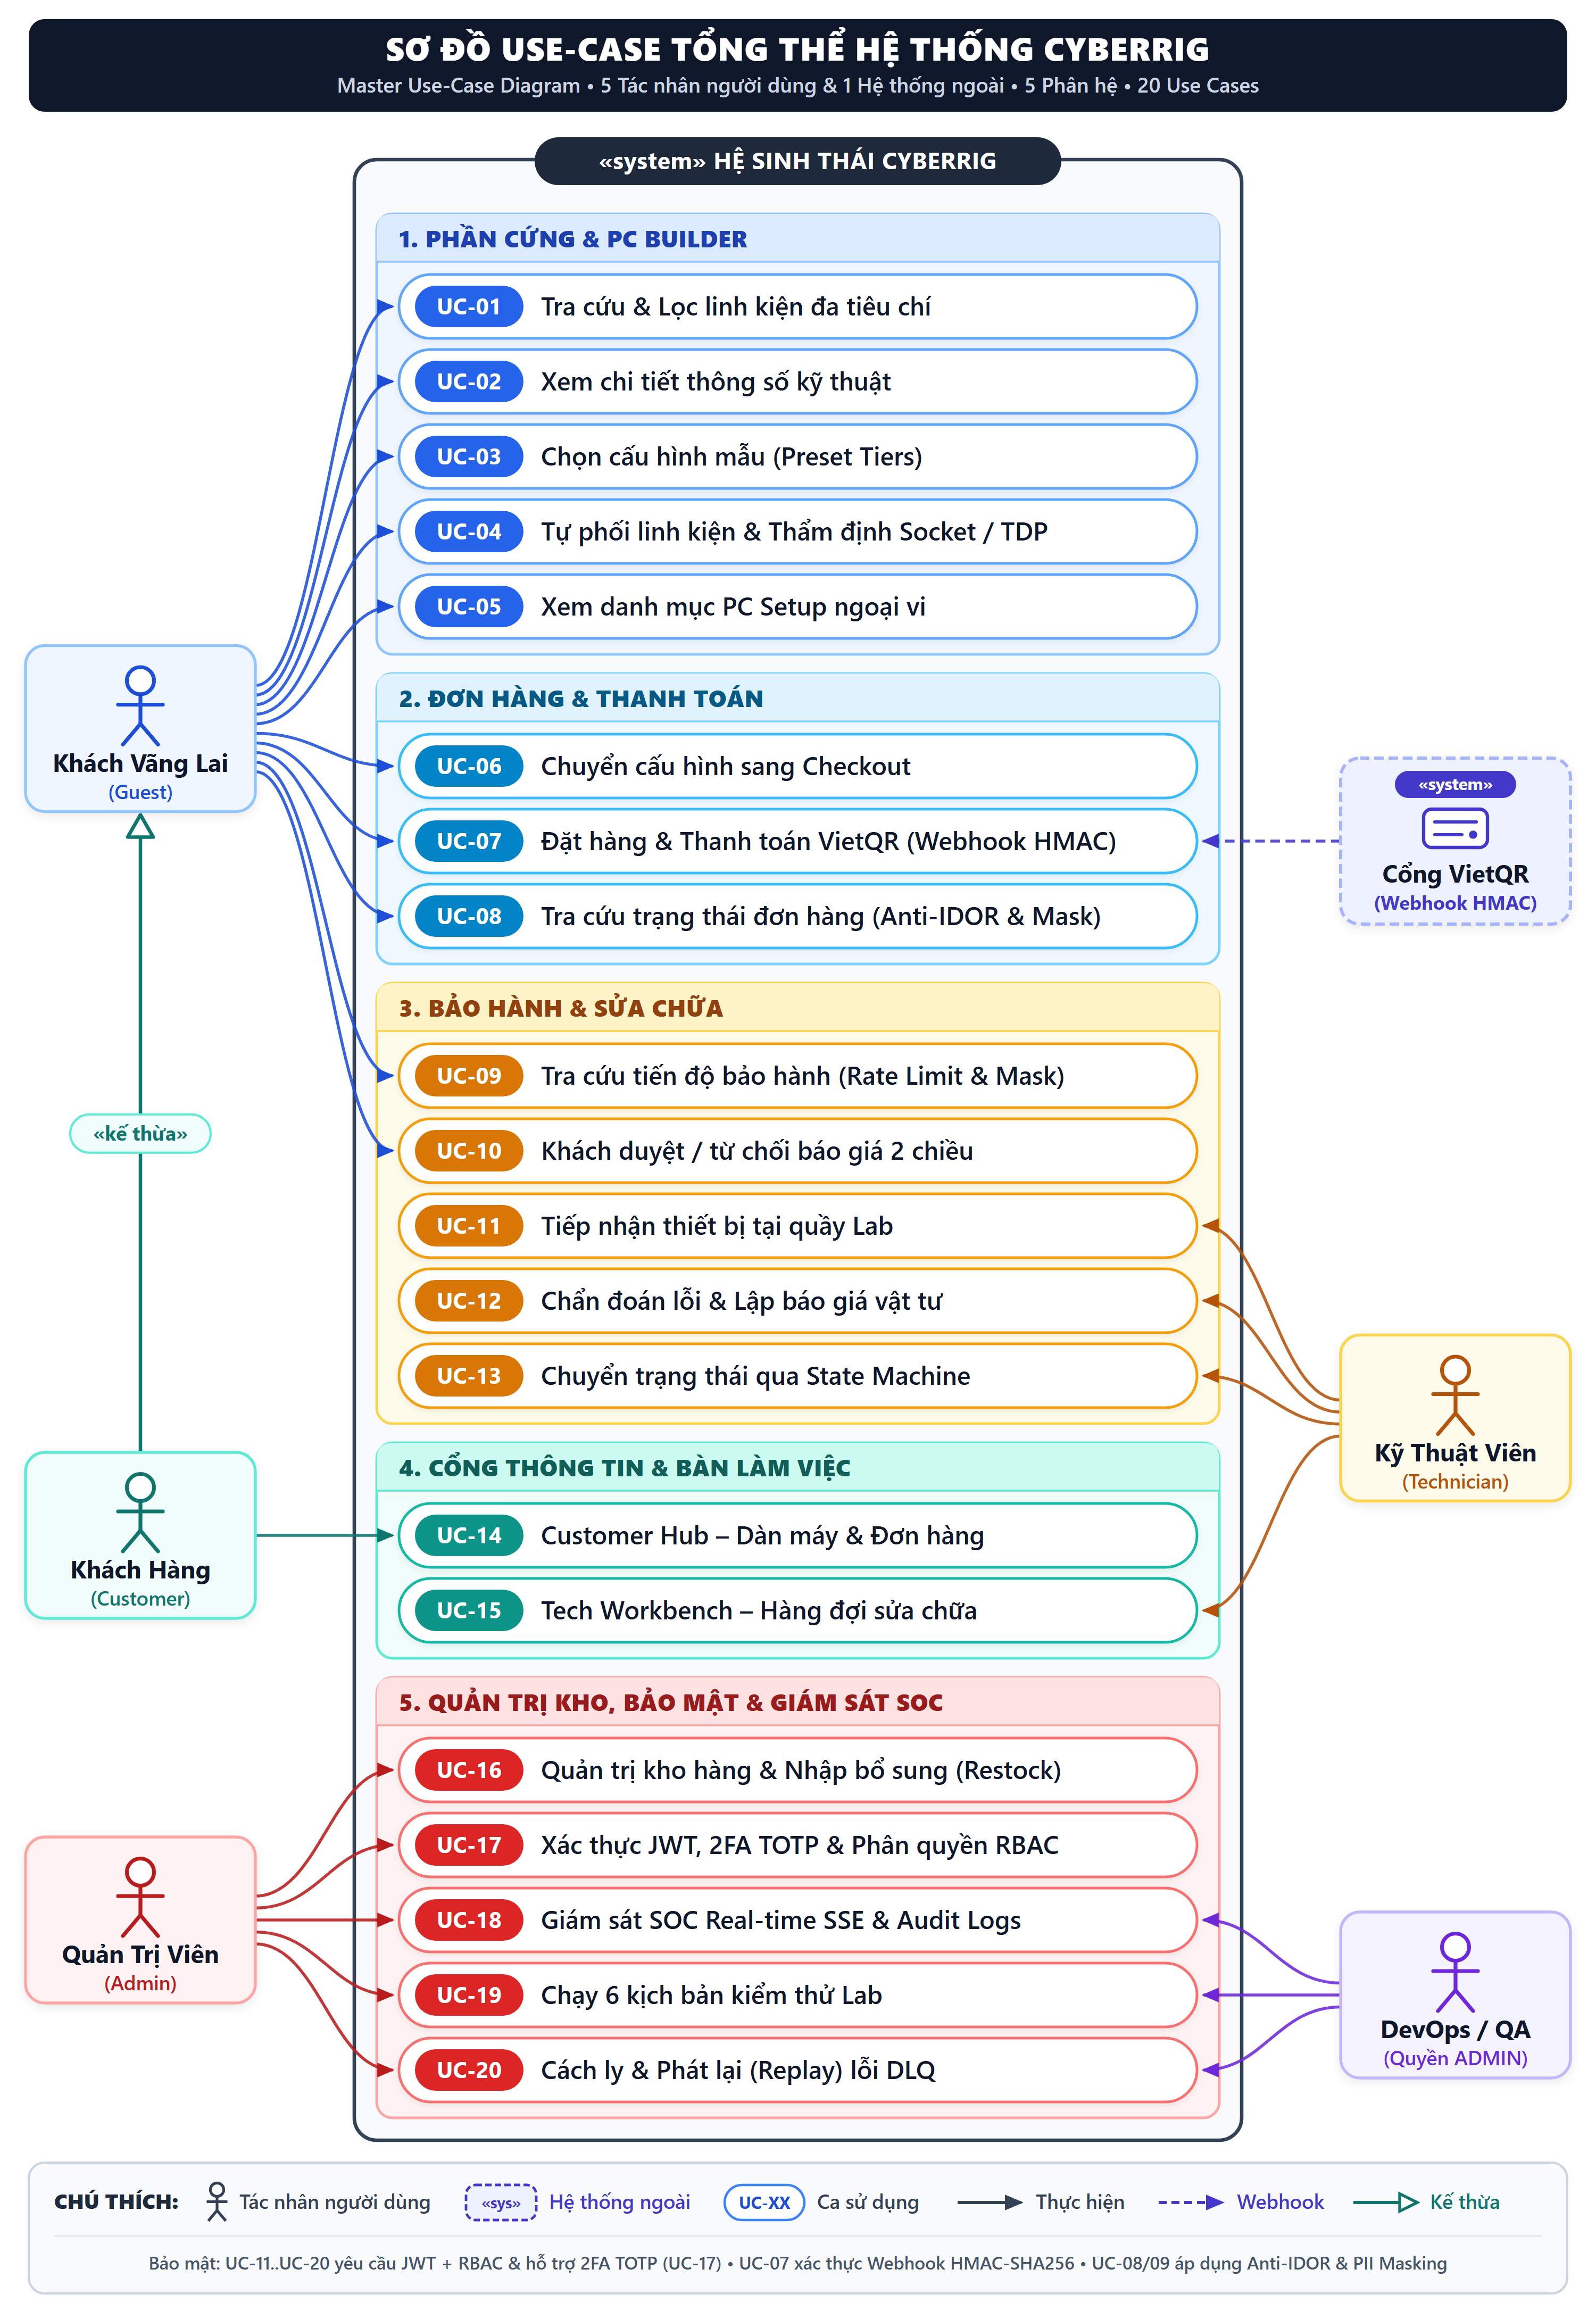 SƠ ĐỒ USE-CASE TỔNG THỂ HỆ THỐNG CYBERRIG
Master Use-Case Diagram • 5 Tác nhân người dùng & 1 Hệ thống ngoài • 5 Phân hệ • 20 Use Cases
«system» HỆ SINH THÁI CYBERRIG
1. PHẦN CỨNG & PC BUILDER
UC-01 Tra cứu & Lọc linh kiện đa tiêu chí
UC-02 Xem chi tiết thông số kỹ thuật
UC-03 Chọn cấu hình mẫu (Preset Tiers)
UC-04 Tự phối linh kiện & Thẩm định Socket / TDP
UC-05 Xem danh mục PC Setup ngoại vi
Khách Vãng Lai
(Guest)
2. ĐƠN HÀNG & THANH TOÁN
UC-06 Chuyển cấu hình sang Checkout
UC-07 Đặt hàng & Thanh toán VietQR (Webhook HMAC)
UC-08 Tra cứu trạng thái đơn hàng (Anti-IDOR & Mask)
«system»
Cổng VietQR
(Webhook HMAC)
3. BẢO HÀNH & SỬA CHỮA
UC-09 Tra cứu tiến độ bảo hành (Rate Limit & Mask)
UC-10 Khách duyệt / từ chối báo giá 2 chiều
UC-11 Tiếp nhận thiết bị tại quầy Lab
UC-12 Chẩn đoán lỗi & Lập báo giá vật tư
UC-13 Chuyển trạng thái qua State Machine
«kế thừa»
Kỹ Thuật Viên
(Technician)
4. CỔNG THÔNG TIN & BÀN LÀM VIỆC
UC-14 Customer Hub – Dàn máy & Đơn hàng
UC-15 Tech Workbench – Hàng đợi sửa chữa
Khách Hàng
(Customer)
5. QUẢN TRỊ KHO, BẢO MẬT & GIÁM SÁT SOC
UC-16 Quản trị kho hàng & Nhập bổ sung (Restock)
UC-17 Xác thực JWT, 2FA TOTP & Phân quyền RBAC
UC-18 Giám sát SOC Real-time SSE & Audit Logs
UC-19 Chạy 6 kịch bản kiểm thử Lab
UC-20 Cách ly & Phát lại (Replay) lỗi DLQ
Quản Trị Viên
(Admin)
DevOps / QA
(Quyền ADMIN)
CHÚ THÍCH: Tác nhân người dùng «sys» Hệ thống ngoài UC-XX Ca sử dụng Thực hiện Webhook Kế thừa
Bảo mật: UC-11..UC-20 yêu cầu JWT + RBAC & hỗ trợ 2FA TOTP (UC-17) • UC-07 xác thực Webhook HMAC-SHA256 • UC-08/09 áp dụng Anti-IDOR & PII Masking